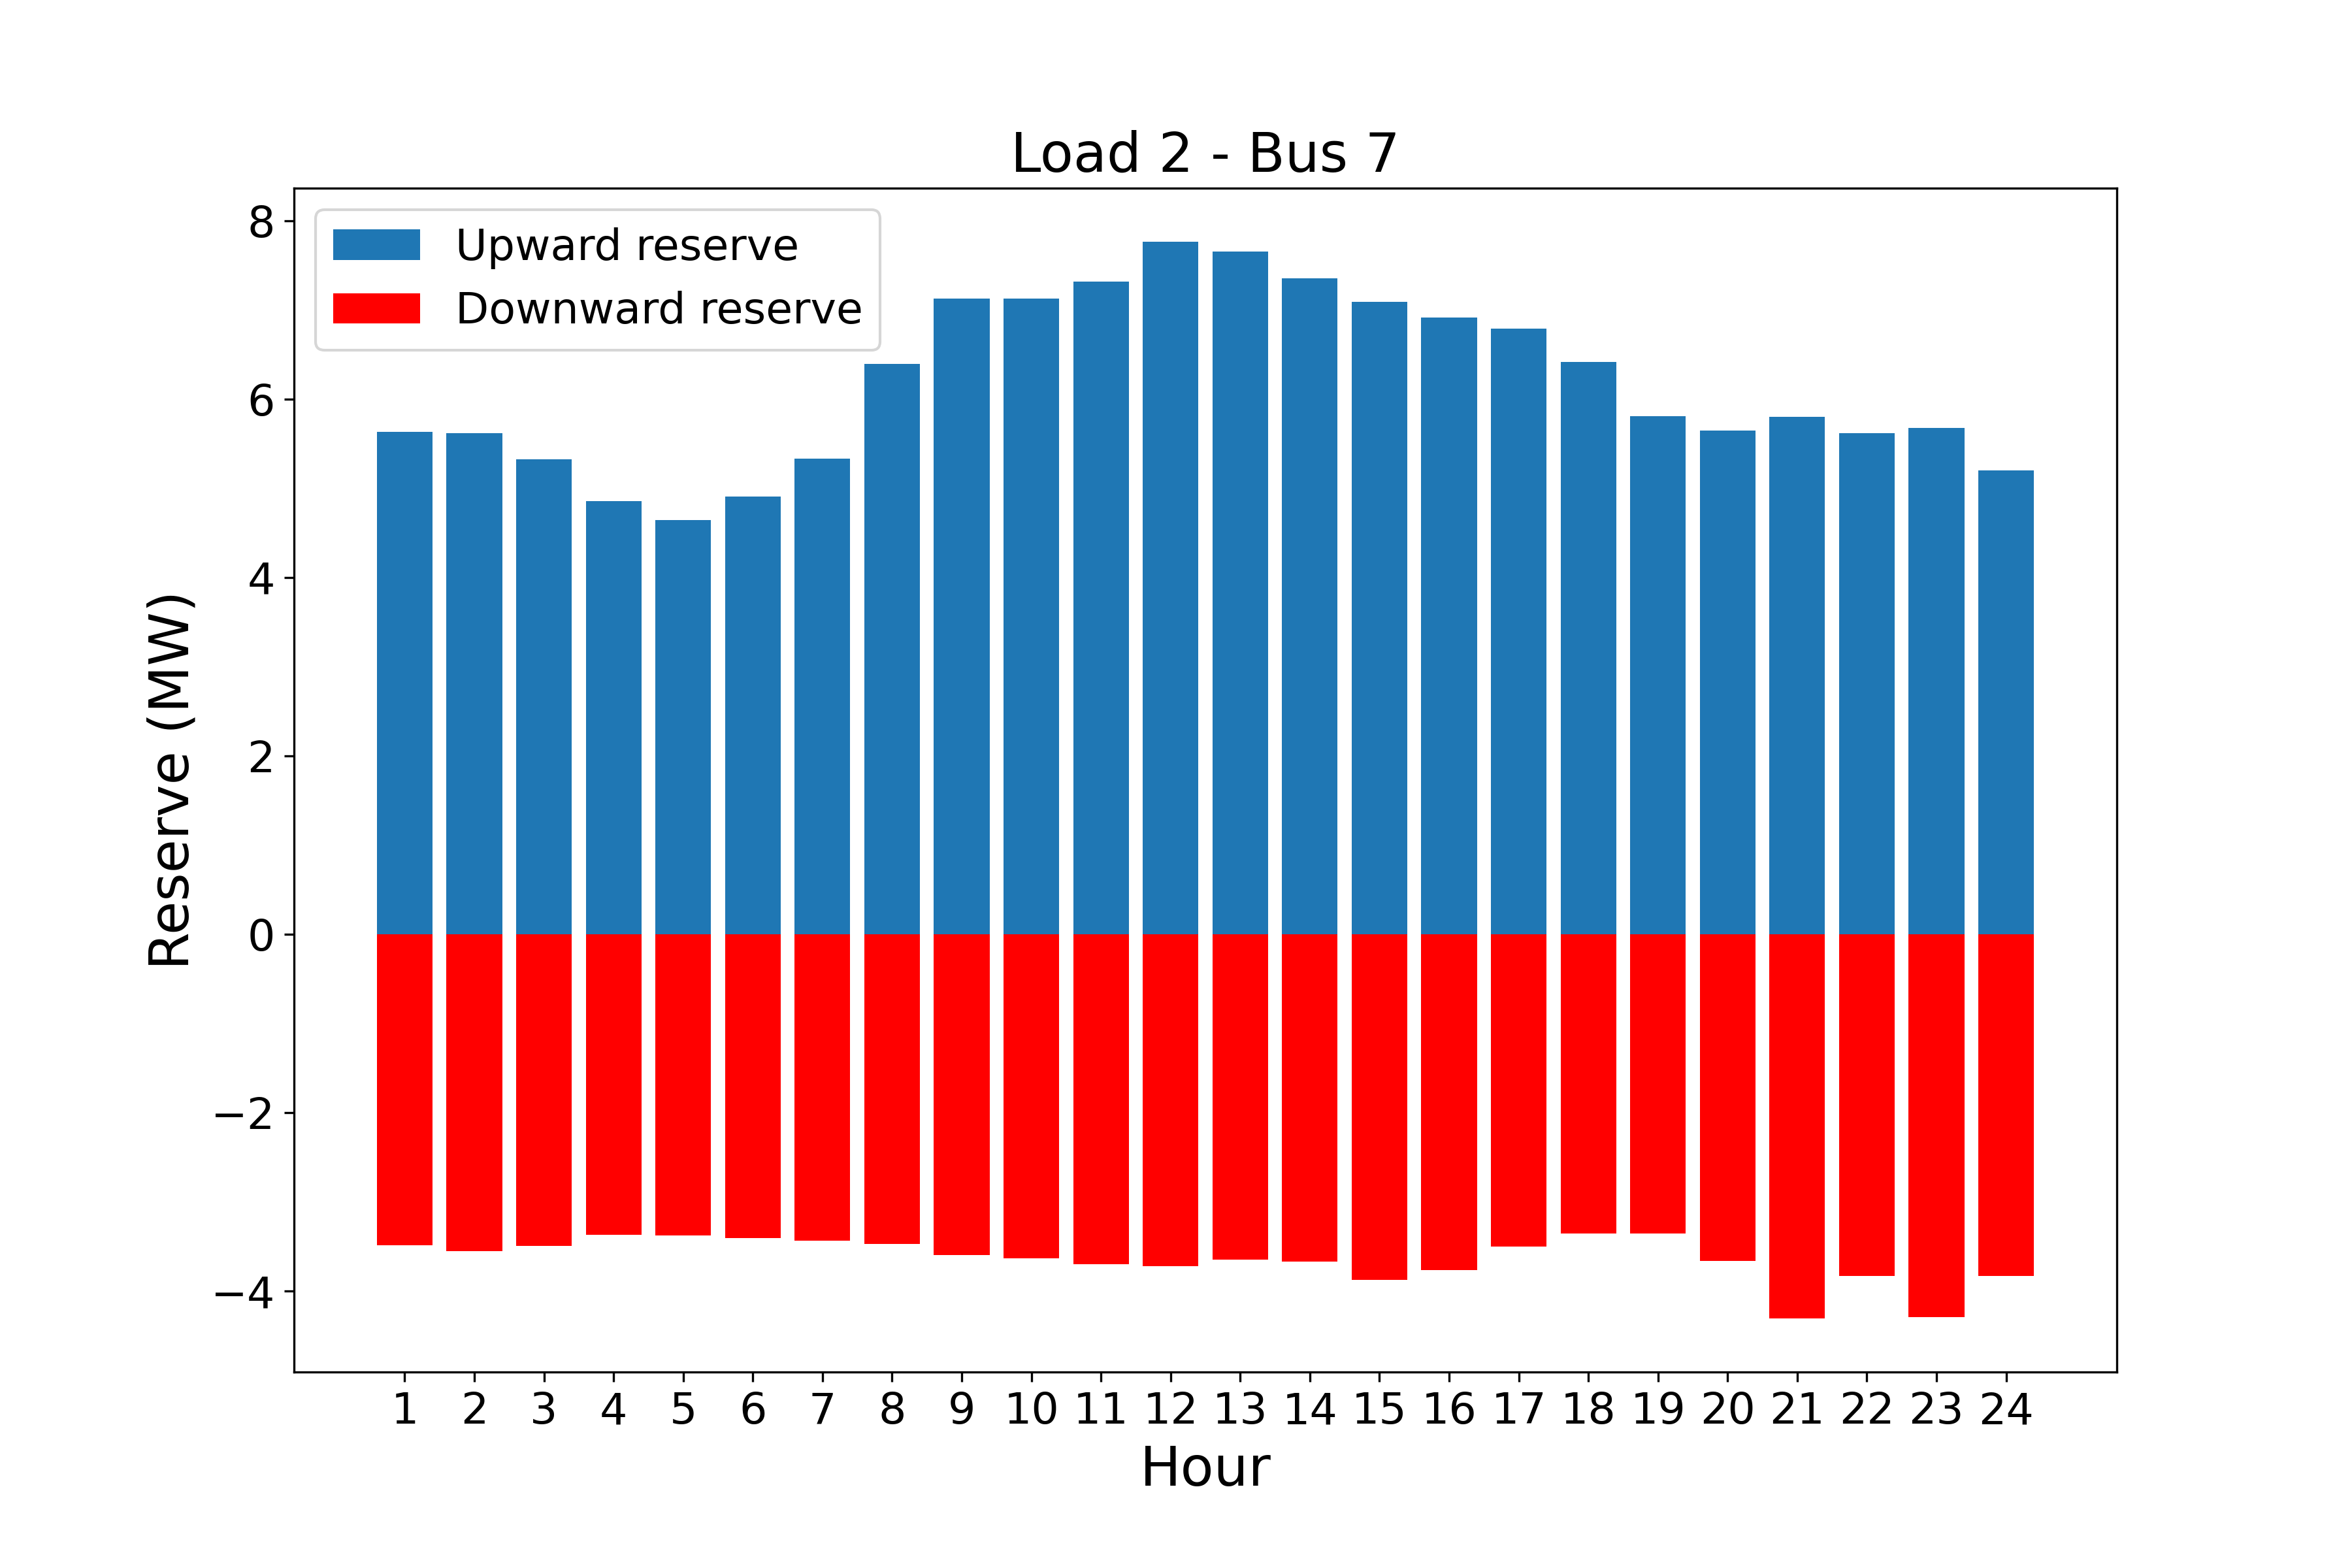 Load 2 - Bus 7
Upward reserve
Downward reserve
8
6
4
2
0
−2
−4
Reserve (MW)
1 2 3 4 5 6 7 8 9 10 11 12 13 14 15 16 17 18 19 20 21 22 23 24
Hour